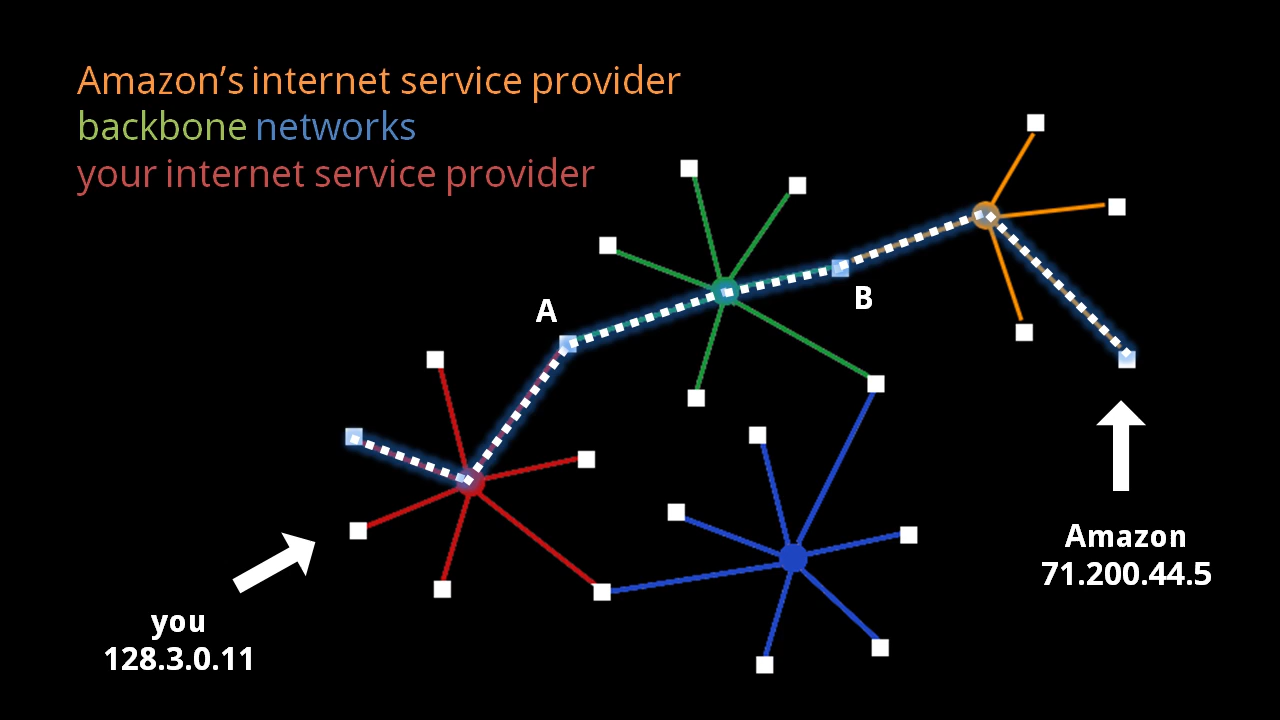 Amazon’s internet service provider
backbone networks
your internet service provider
A
B
Amazon
71.200.44.5
you
128.3.0.11